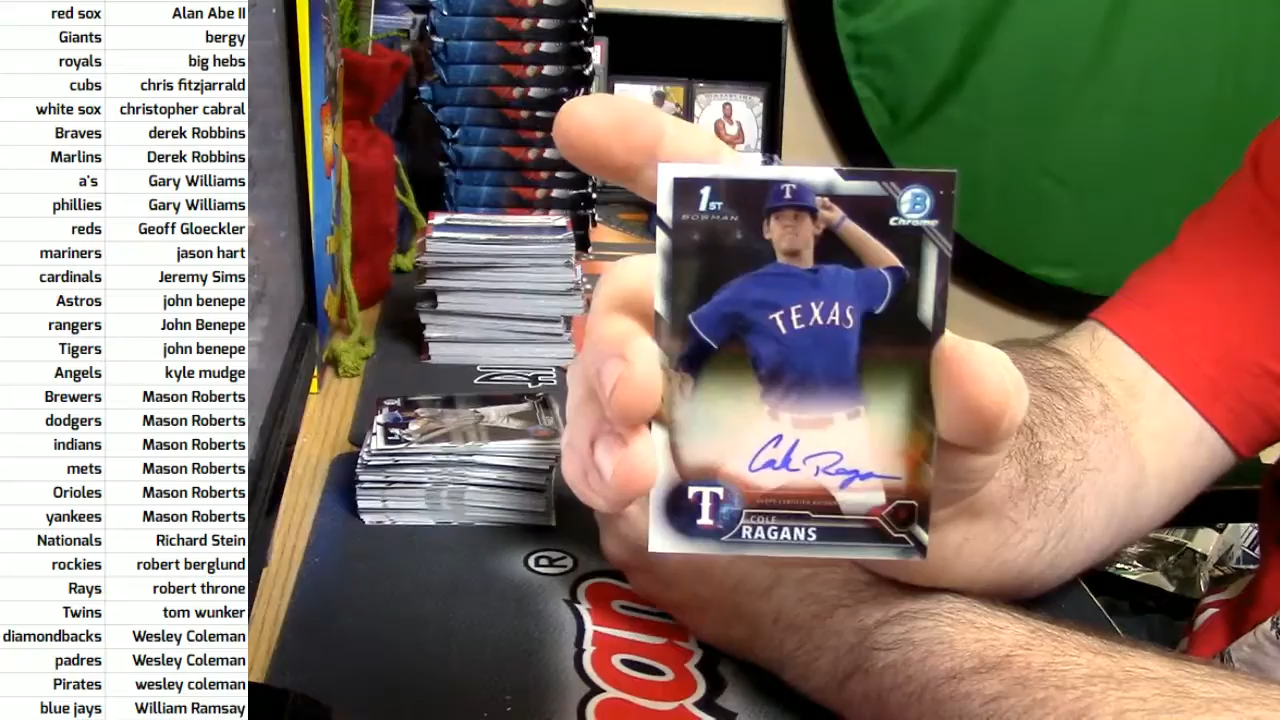 red sox Alan Abe II
Giants bergy
royals big hebs
cubs chris fitzjarrald
white sox christopher cabral
Braves derek Robbins
Marlins Derek Robbins
a's Gary Williams
phillies Gary Williams
reds Geoff Gloeckler
mariners jason hart
cardinals Jeremy Sims
Astros john benepe
rangers John Benepe
Tigers john benepe
Angels kyle mudge
Brewers Mason Roberts
dodgers Mason Roberts
indians Mason Roberts
mets Mason Roberts
Orioles Mason Roberts
yankees Mason Roberts
Nationals Richard Stein
rockies robert berglund
Rays robert throne
Twins tom wunker
diamondbacks Wesley Coleman
padres Wesley Coleman
Pirates wesley coleman
blue jays William Ramsay
1ST
BOWMAN
B
Chrome
T
TEXAS
Cole Ragans
T
COLE
RAGANS
®